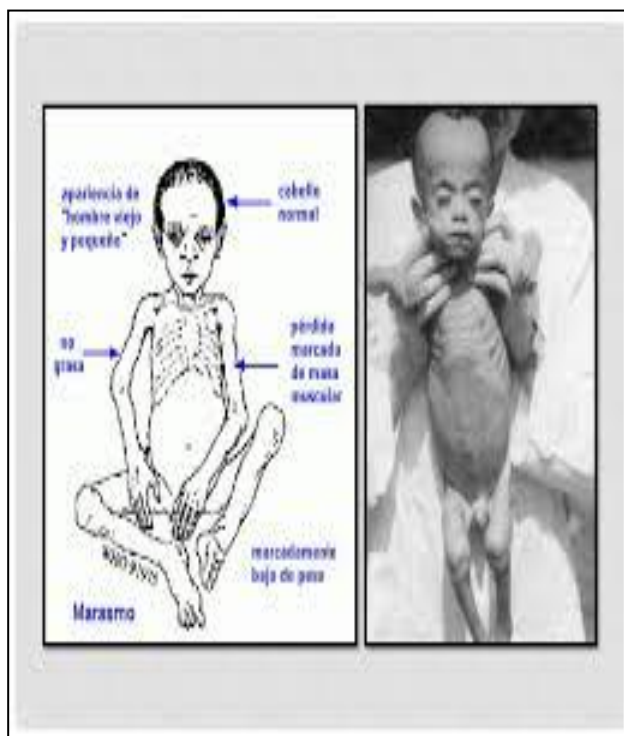 apariencia de
"hombre viejo
y pequeño"
cabello
normal
no
grasa
pérdida
marcada
de masa
muscular
marcadamente
bajo de peso
Marasmo